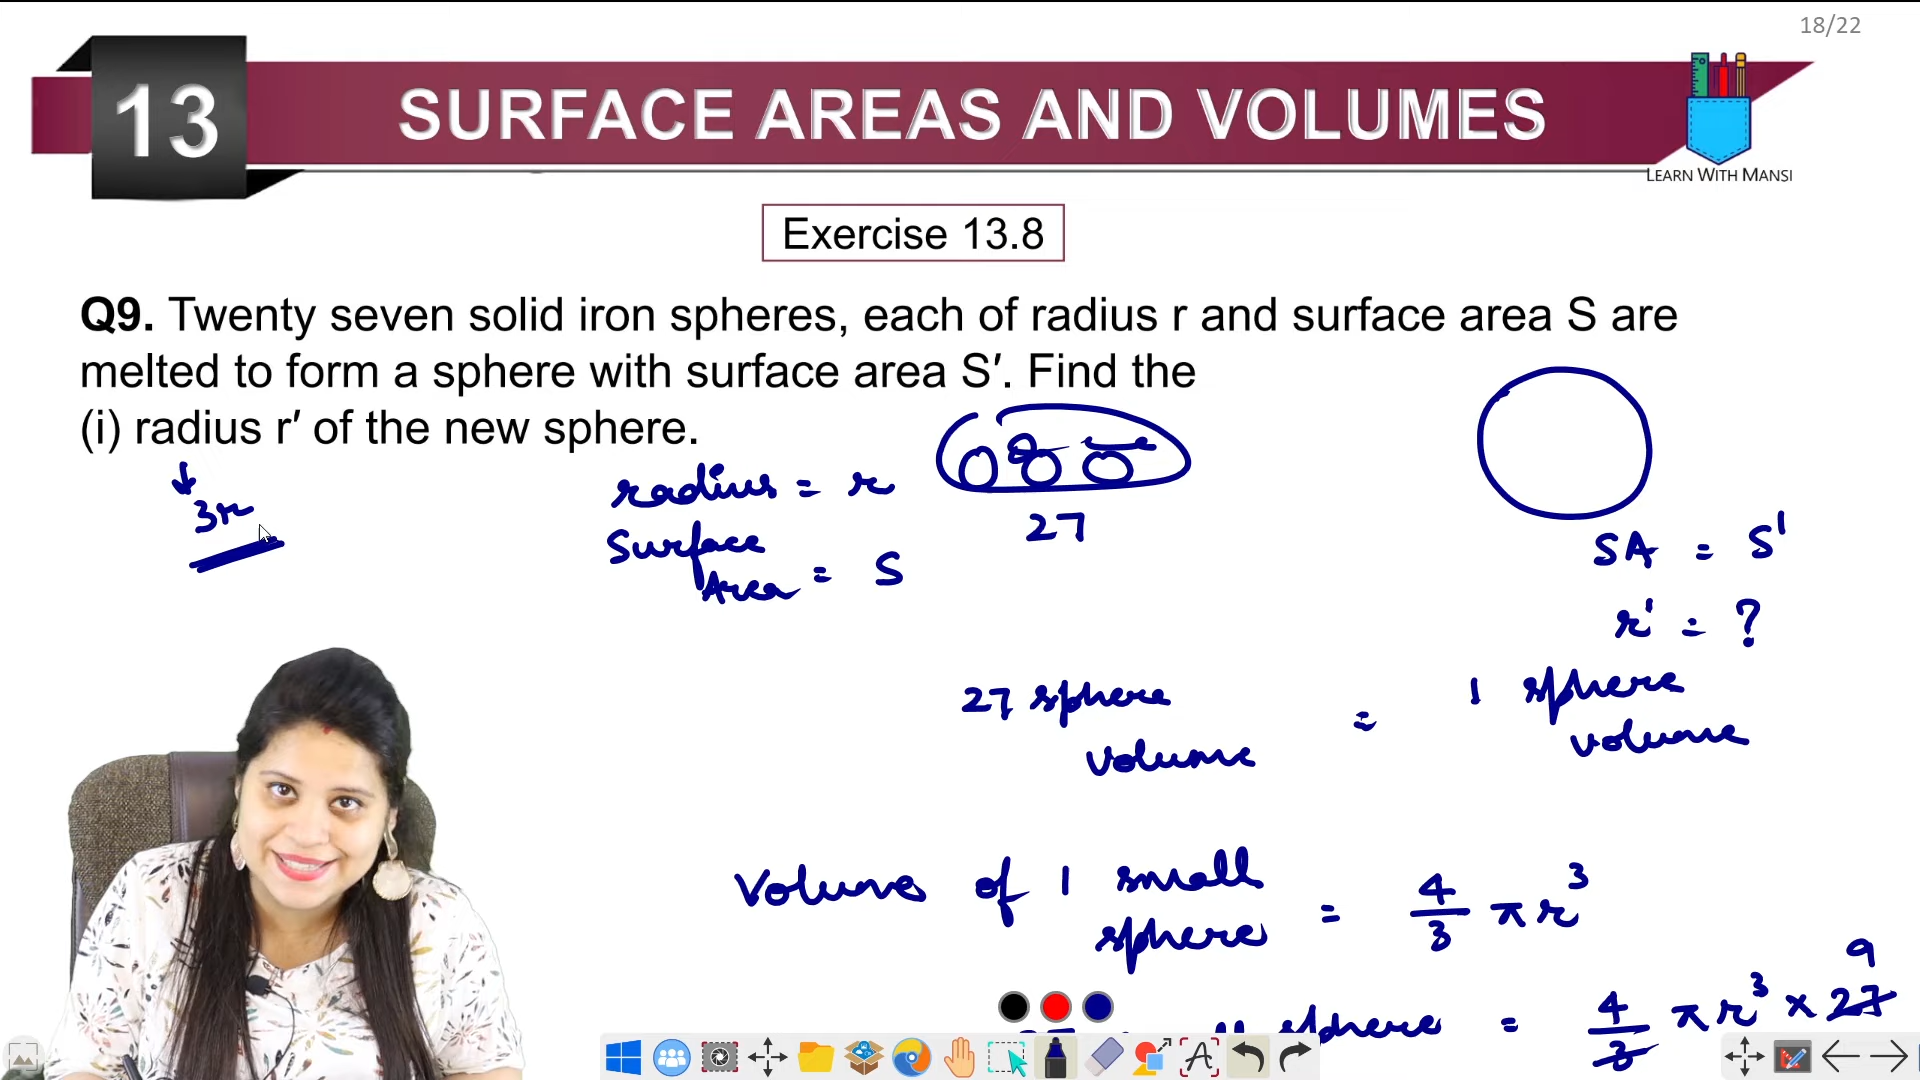 18/22
13
SURFACE AREAS AND VOLUMES
LEARN WITH MANSI
Exercise 13.8
Q9. Twenty seven solid iron spheres, each of radius r and surface area S are
melted to form a sphere with surface area S′. Find the
(i) radius r′ of the new sphere.
3r
radius = r
27
Surface
Area = S
SA = S'
r' = ?
27 sphere
volume
=
1 sphere
volume
Volume of 1 small
sphere = 4/3 πr³
9
sphere = 4/3 πr³ × 27